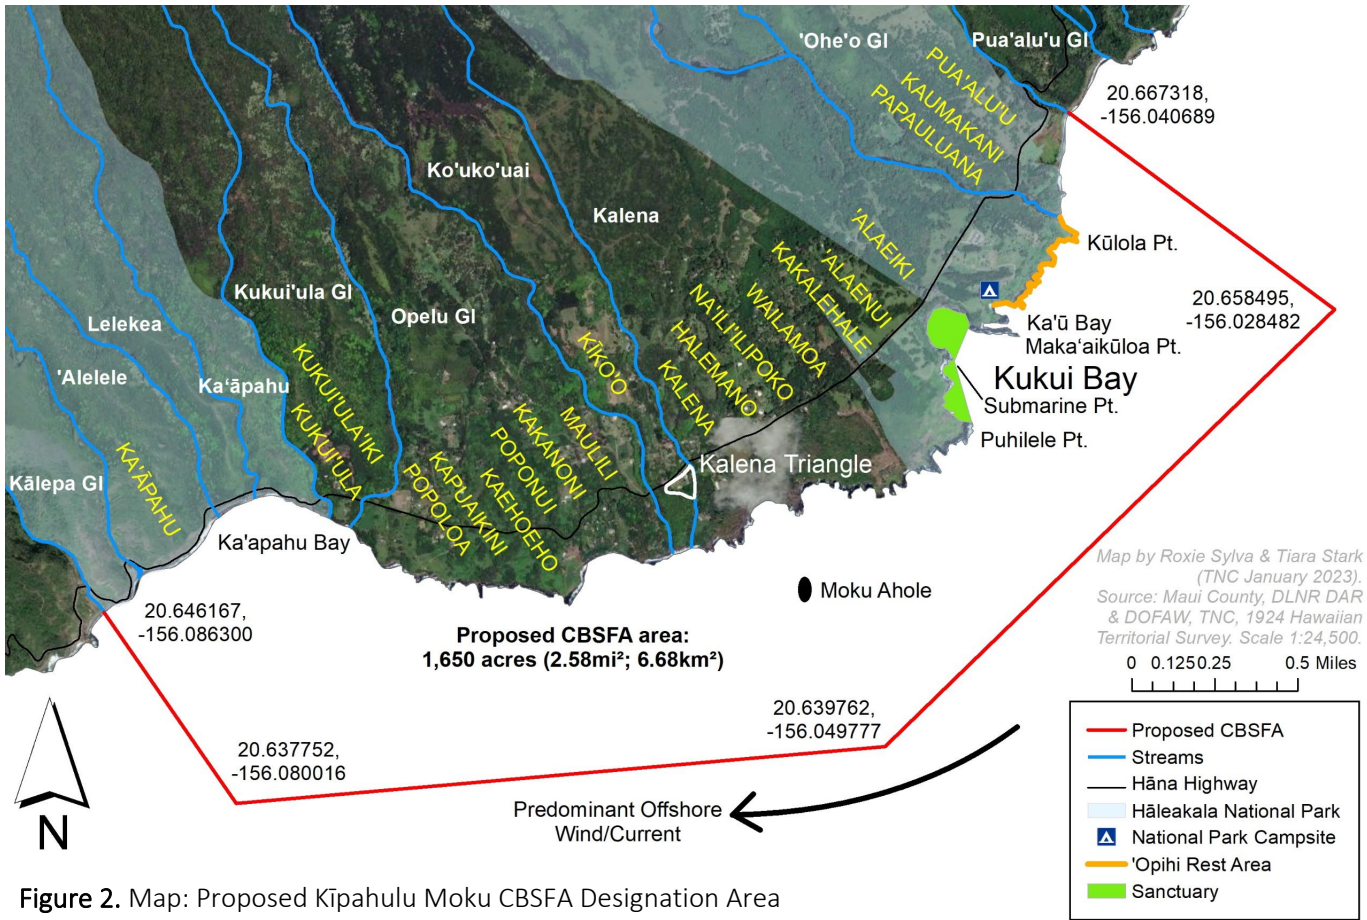 'Ohe'o Gl
Pua'alu'u Gl
PUA'ALU'U
KAUMAKANI
PAPAULUANA
20.667318,
-156.040689
Ko'uko'uai
Kalena
'ALAEIKI
'ALAENUI
KAKALEHALE
WAILAMOA
NA'ILI'ILIPOKO
HALEMANO
KALENA
Kūlola Pt.
20.658495,
-156.028482
Kukui'ula Gl
Opelu Gl
Lelekea
'Alelele
Ka'āpahu
Kālepa Gl
KA'ĀPAHU
KUKUI'ULA'IKI
KUKUI'ULA
KĪKO'O
MAULILI
KAKANONI
POPONUI
KAEHOEHO
KAPUAIKINI
POPOLOA
Ka'ū Bay
Maka'aikūloa Pt.
Kukui Bay
Submarine Pt.
Puhilele Pt.
Kalena Triangle
Ka'apahu Bay
Moku Ahole
20.646167,
-156.086300
Proposed CBSFA area:
1,650 acres (2.58mi²; 6.68km²)
Map by Roxie Sylva & Tiara Stark
(TNC January 2023).
Source: Maui County, DLNR DAR
& DOFAW, TNC, 1924 Hawaiian
Territorial Survey. Scale 1:24,500.
0 0.125 0.25 0.5 Miles
20.639762,
-156.049777
20.637752,
-156.080016
Predominant Offshore
Wind/Current
N
Proposed CBSFA
Streams
Hāna Highway
Hāleakala National Park
National Park Campsite
'Opihi Rest Area
Sanctuary
Figure 2. Map: Proposed Kīpahulu Moku CBSFA Designation Area